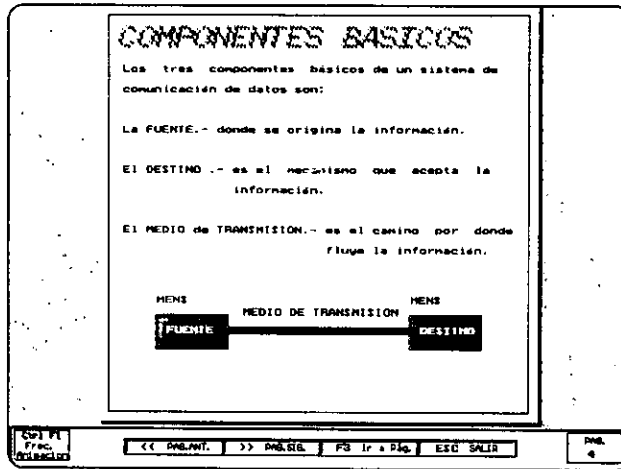 COMPONENTES BASICOS
Los tres componentes básicos de un sistema de
comunicación de datos son:
La FUENTE.- donde se origina la información.
El DESTINO .- es el mecanismo que acepta la
información.
El MEDIO de TRANSMISION.- es el camino por donde
fluye la información.
MENS
MENS
MEDIO DE TRANSMISION
FUENTE
DESTINO
Ctrl F1
Frec.
Animacion
<< PAG.ANT.
>> PAG.SIG.
F3 Ir a Pág.
ESC SALIR
PAG.
4